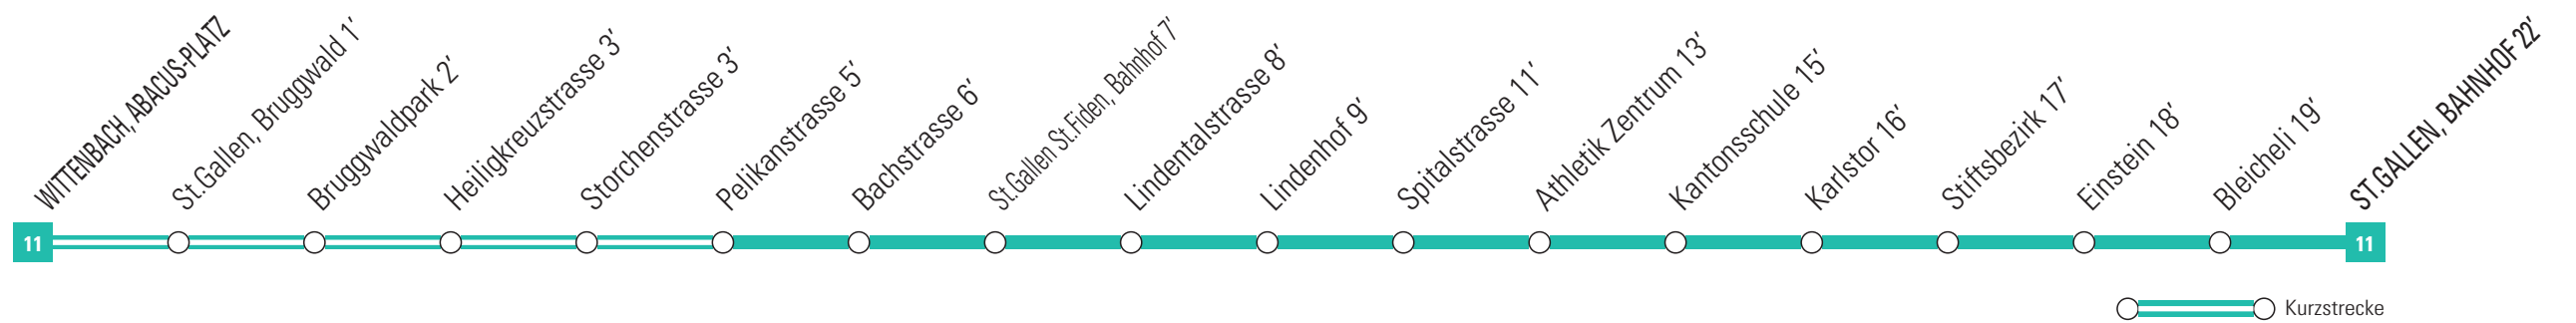 WITTENBACH, ABACUS-PLATZ
St.Gallen, Bruggwald 1'
Bruggwaldpark 2'
Heiligkreuzstrasse 3'
Storchenstrasse 3'
Pelikanstrasse 5'
Bachstrasse 6'
St.Gallen St.Fiden, Bahnhof 7'
Lindentalstrasse 8'
Lindenhof 9'
Spitalstrasse 11'
Athletik Zentrum 13'
Kantonsschule 15'
Karlstor 16'
Stiftsbezirk 17'
Einstein 18'
Bleicheli 19'
ST.GALLEN, BAHNHOF 22'
11
11
Kurzstrecke